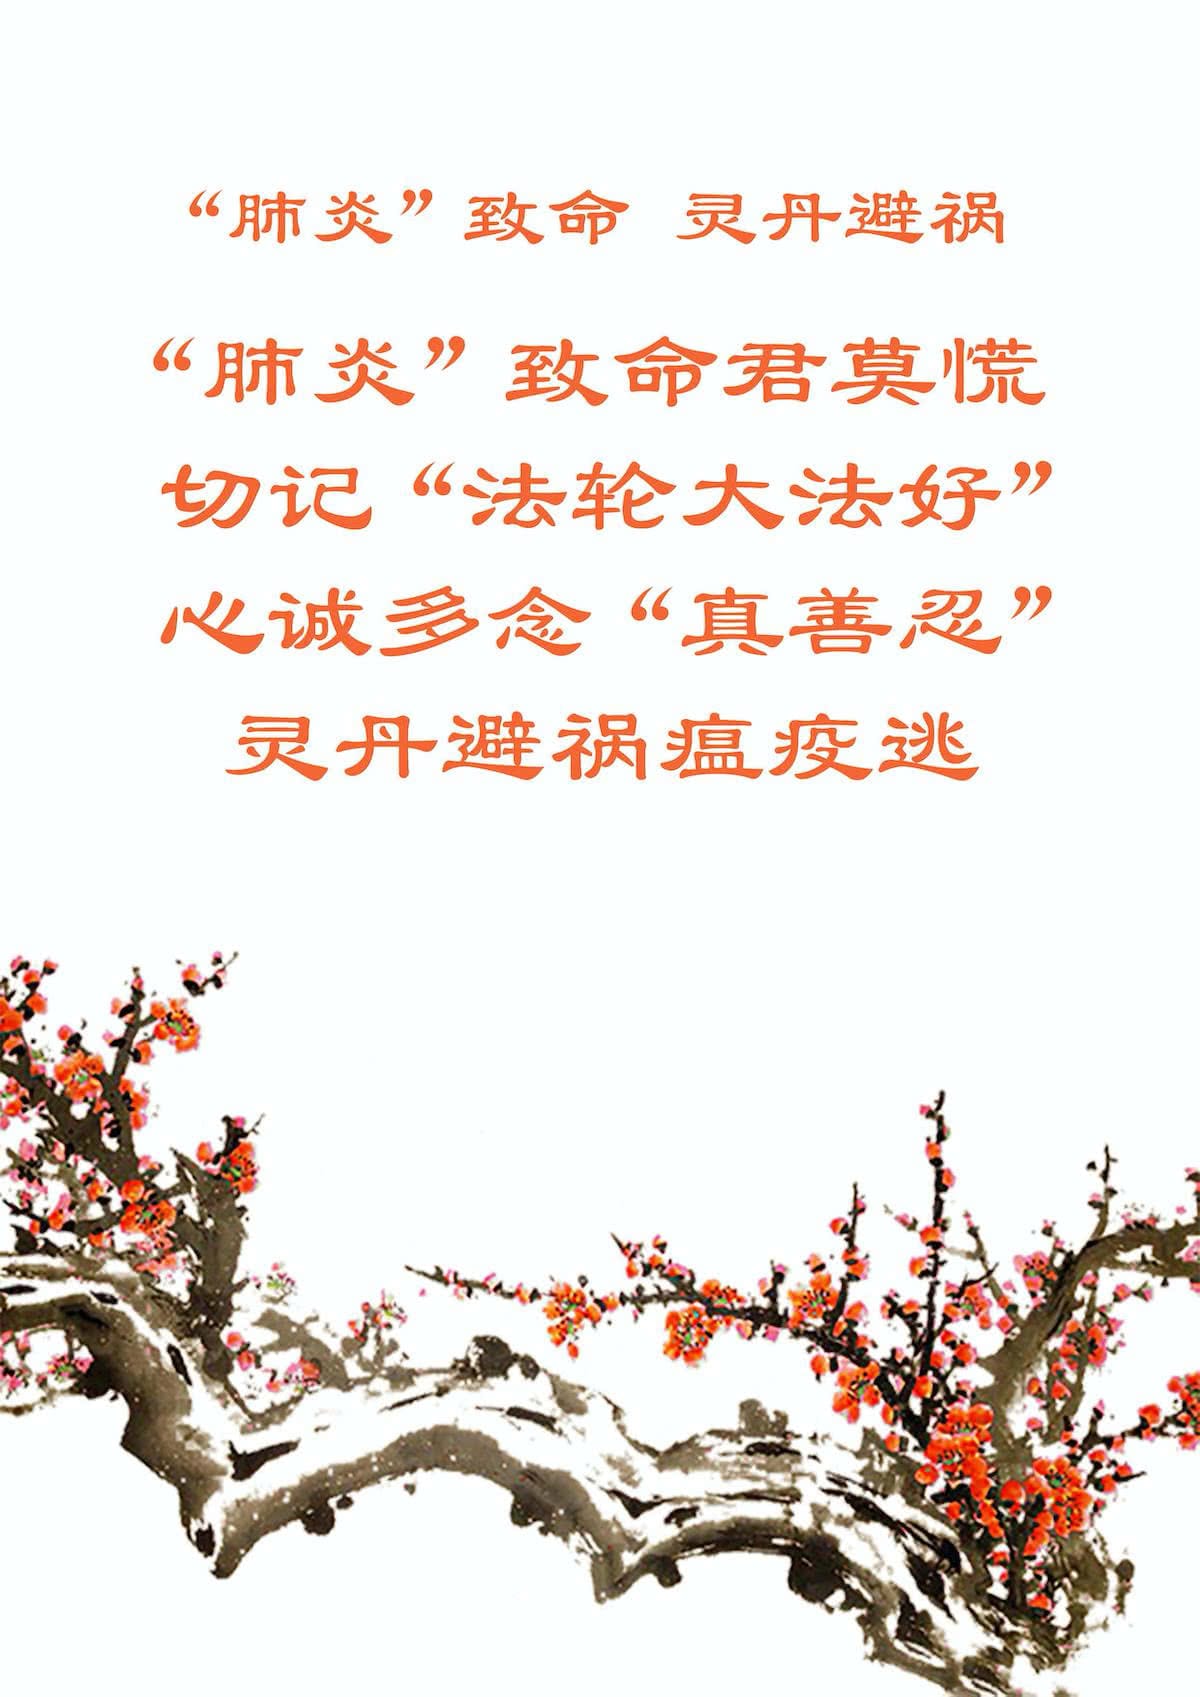 “肺炎”致命 灵丹避祸
“肺炎”致命君莫慌
切记“法轮大法好”
心诚多念“真善忍”
灵丹避祸瘟疫逃